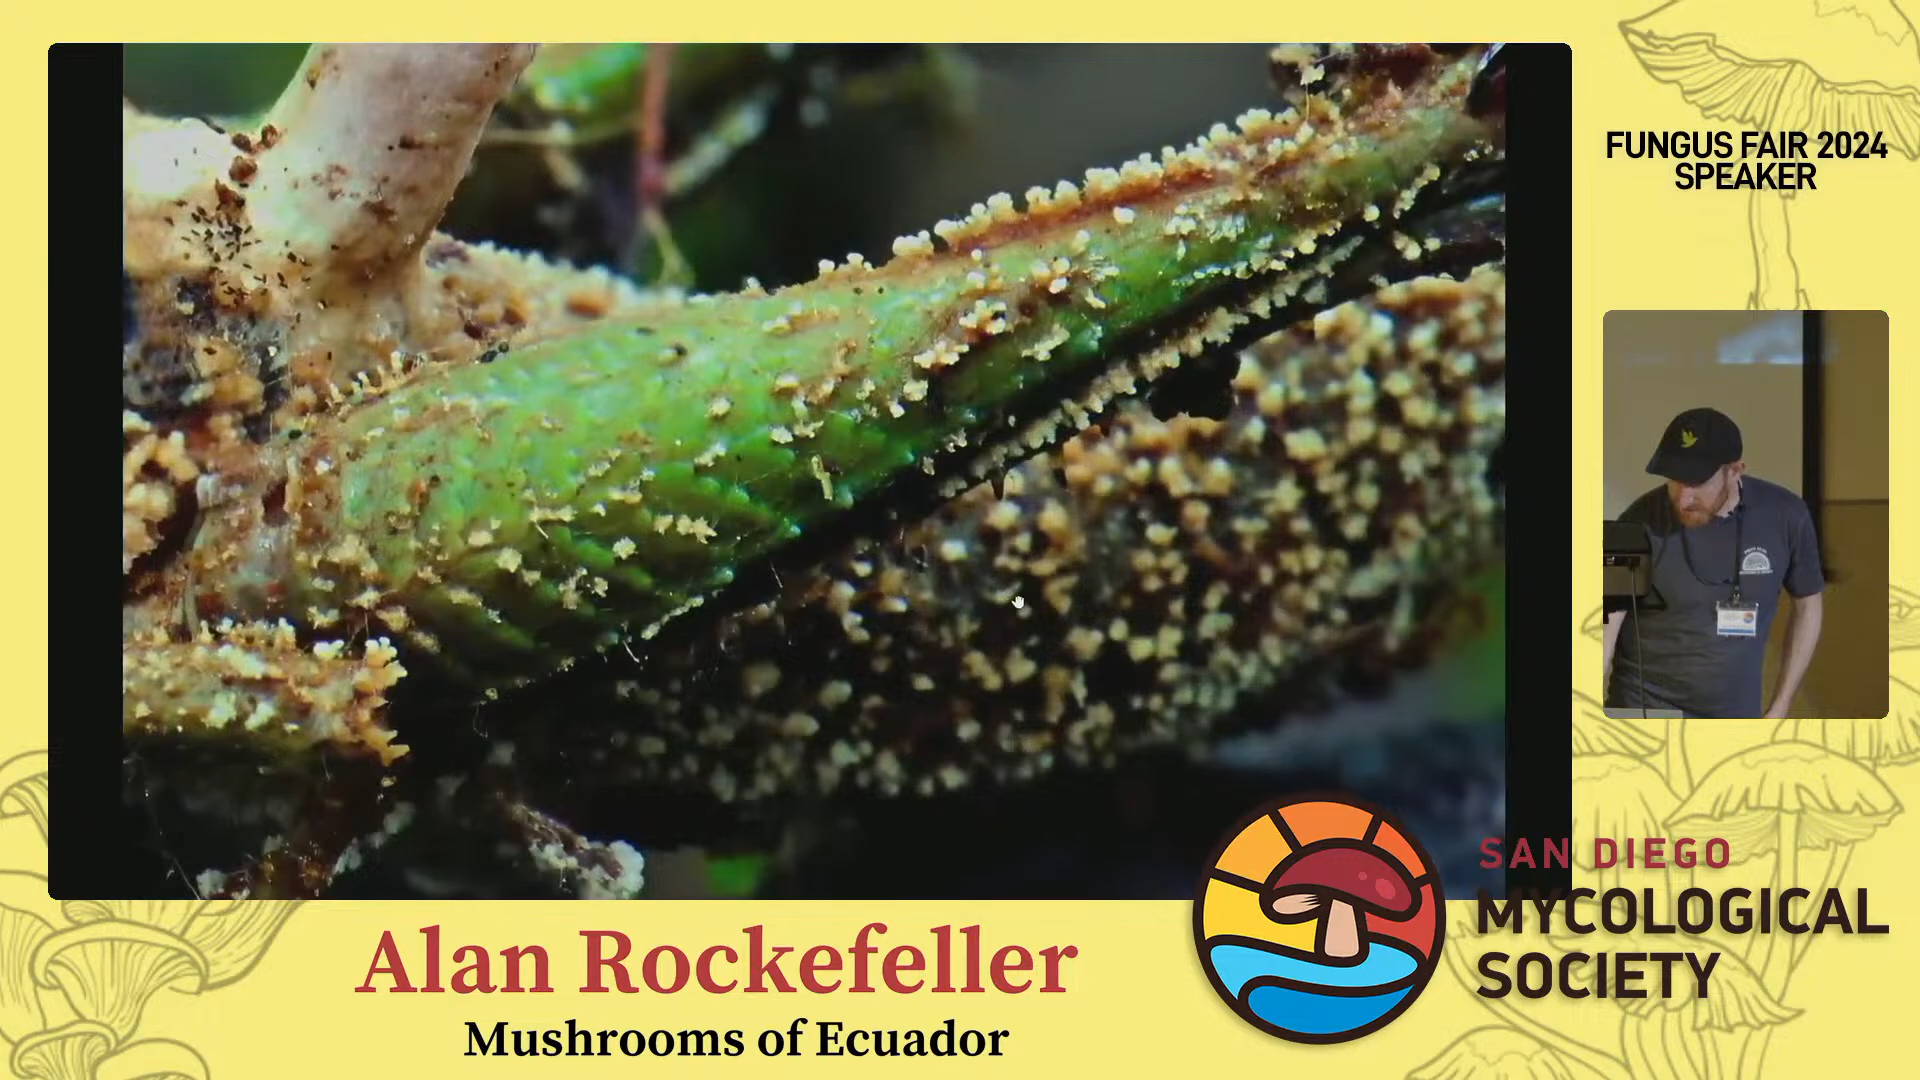 FUNGUS FAIR 2024
SPEAKER
SAN DIEGO
MYCOLOGICAL
SOCIETY
Alan Rockefeller
Mushrooms of Ecuador